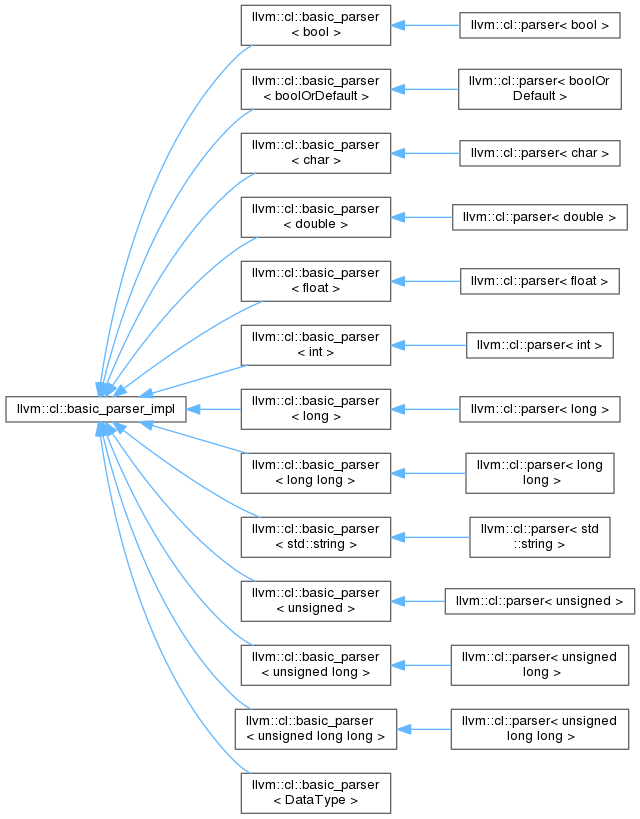 llvm::cl::basic_parser
< bool >
llvm::cl::parser< bool >
llvm::cl::basic_parser
< boolOrDefault >
llvm::cl::parser< boolOr
Default >
llvm::cl::basic_parser
< char >
llvm::cl::parser< char >
llvm::cl::basic_parser
< double >
llvm::cl::parser< double >
llvm::cl::basic_parser
< float >
llvm::cl::parser< float >
llvm::cl::basic_parser
< int >
llvm::cl::parser< int >
llvm::cl::basic_parser_impl
llvm::cl::basic_parser
< long >
llvm::cl::parser< long >
llvm::cl::basic_parser
< long long >
llvm::cl::parser< long
long >
llvm::cl::basic_parser
< std::string >
llvm::cl::parser< std
::string >
llvm::cl::basic_parser
< unsigned >
llvm::cl::parser< unsigned >
llvm::cl::basic_parser
< unsigned long >
llvm::cl::parser< unsigned
long >
llvm::cl::basic_parser
< unsigned long long >
llvm::cl::parser< unsigned
long long >
llvm::cl::basic_parser
< DataType >